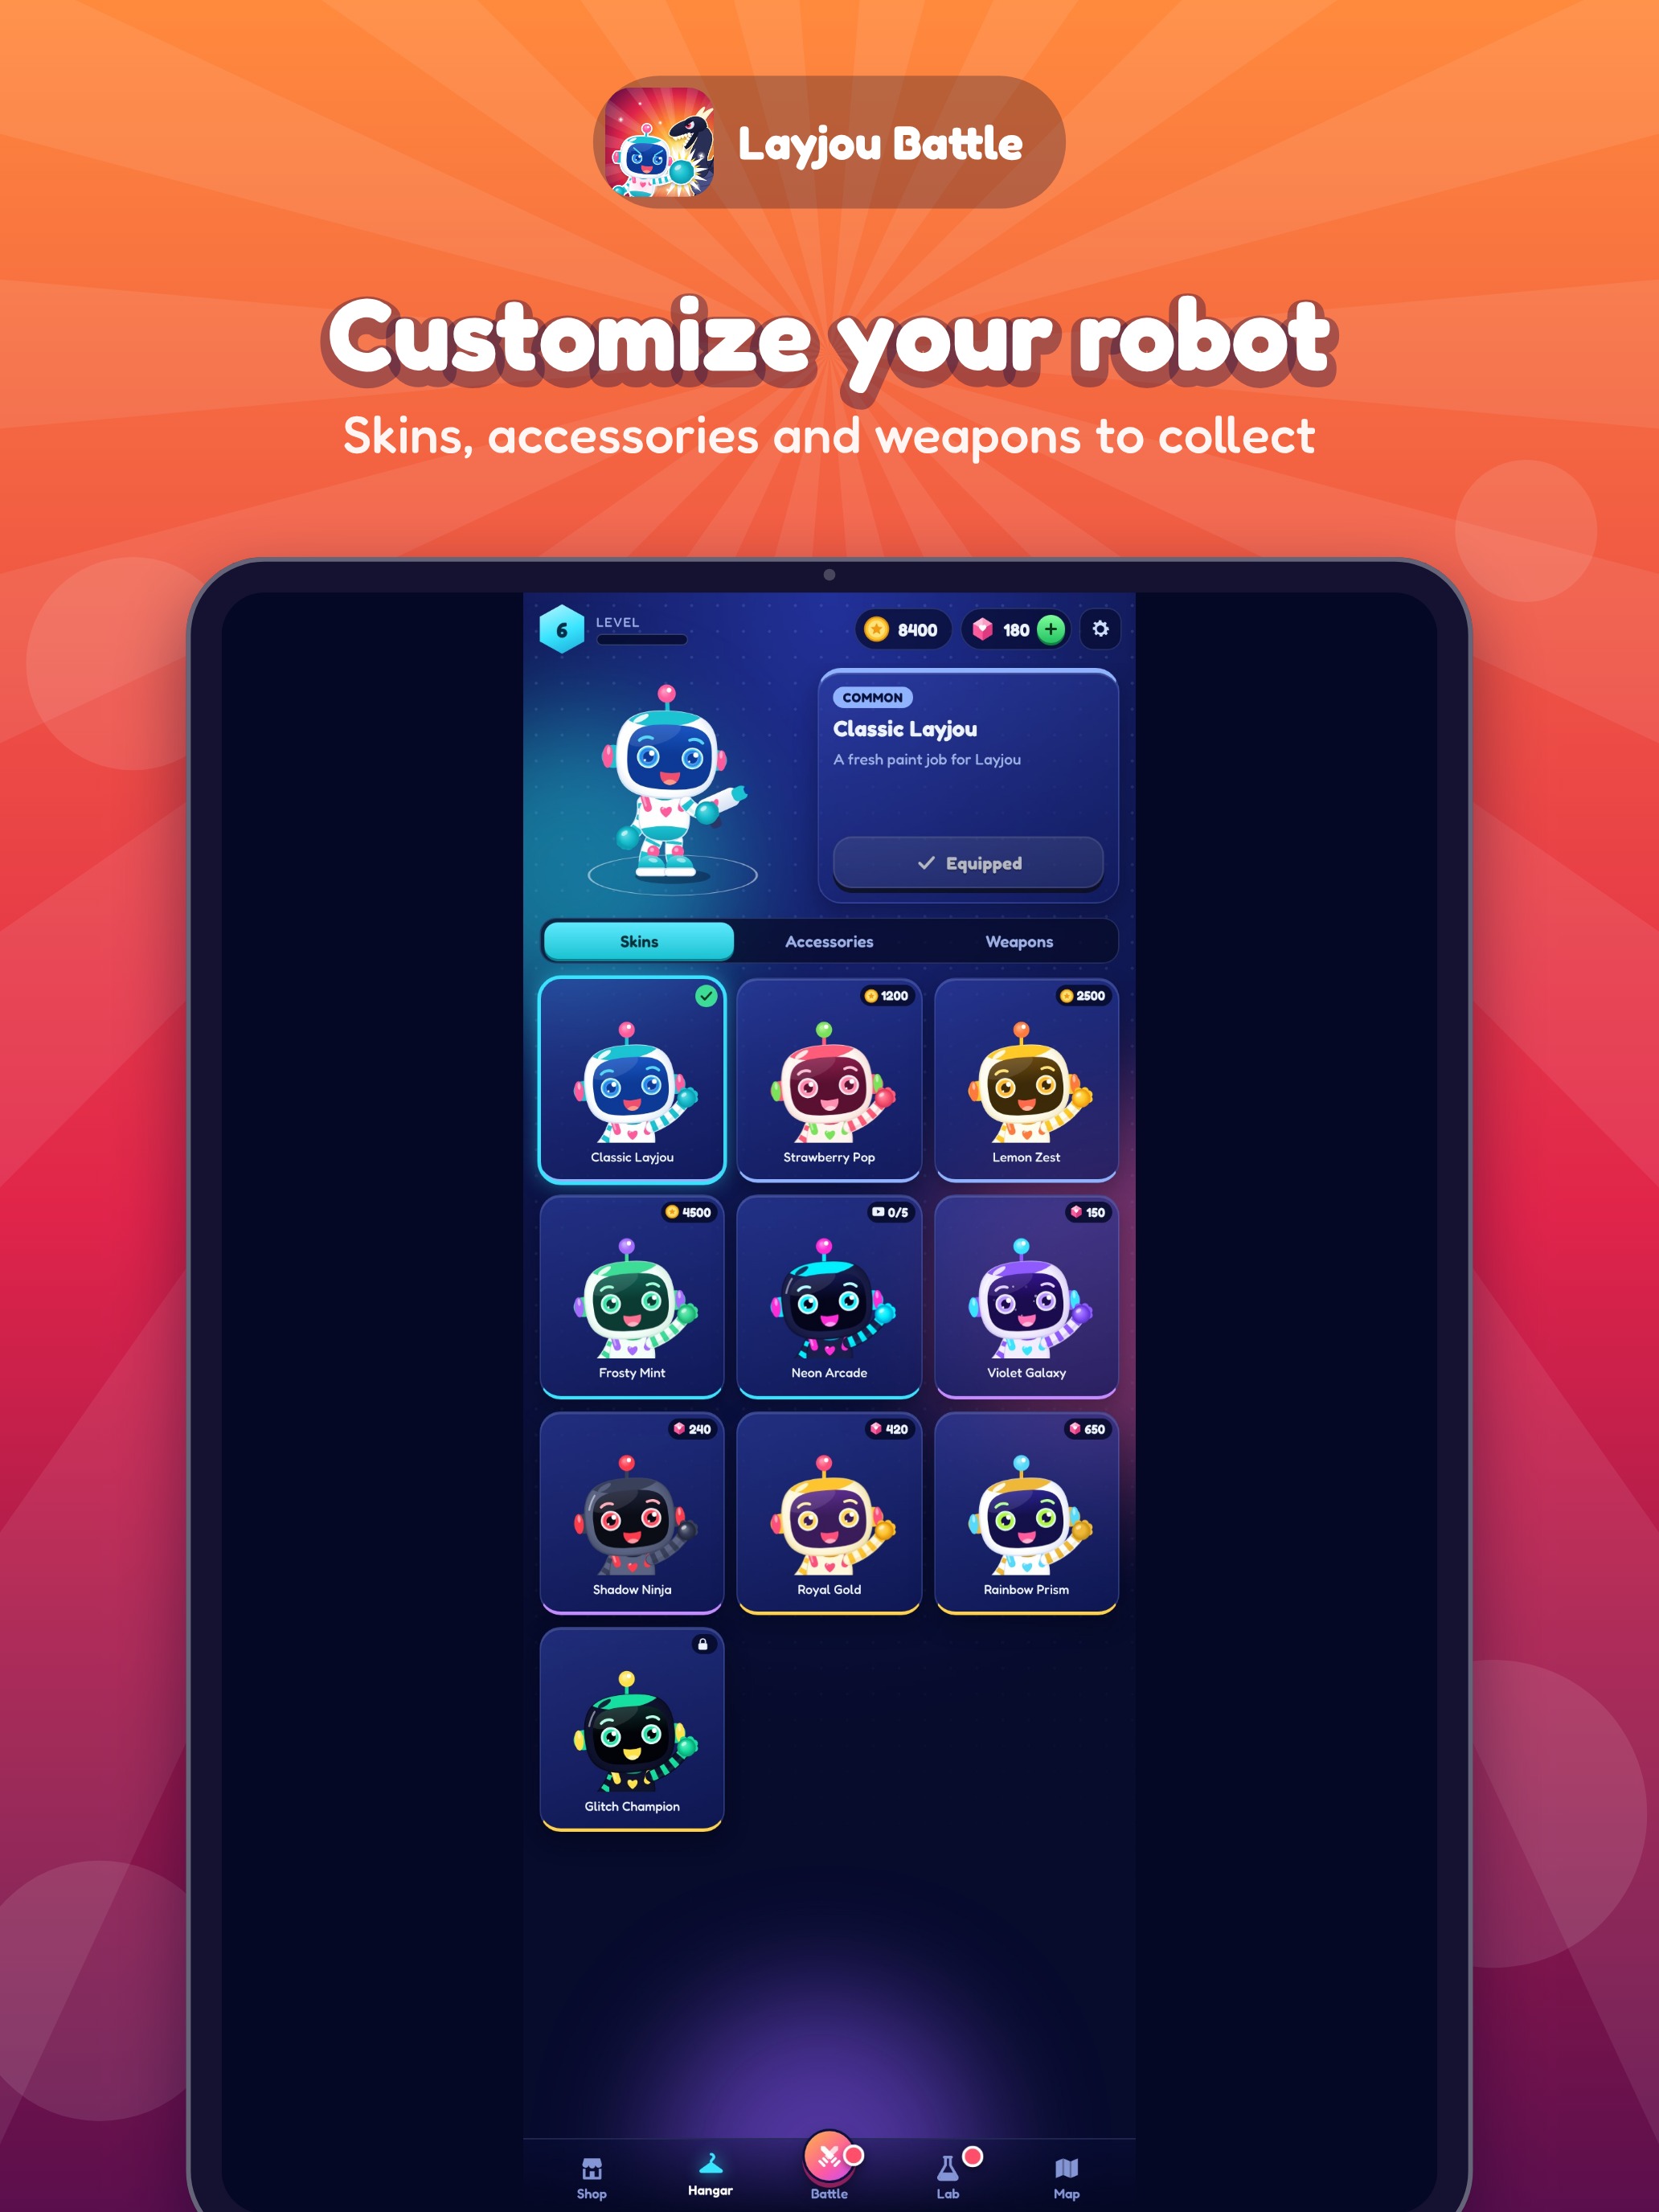 Layjou Battle
Customize your robot
Skins, accessories and weapons to collect
6
LEVEL
8400
180
COMMON
Classic Layjou
A fresh paint job for Layjou
Equipped
Skins
Accessories
Weapons
1200
2500
Classic Layjou
Strawberry Pop
Lemon Zest
4500
0/5
150
Frosty Mint
Neon Arcade
Violet Galaxy
240
420
650
Shadow Ninja
Royal Gold
Rainbow Prism
Glitch Champion
Shop
Hangar
Battle
Lab
Map